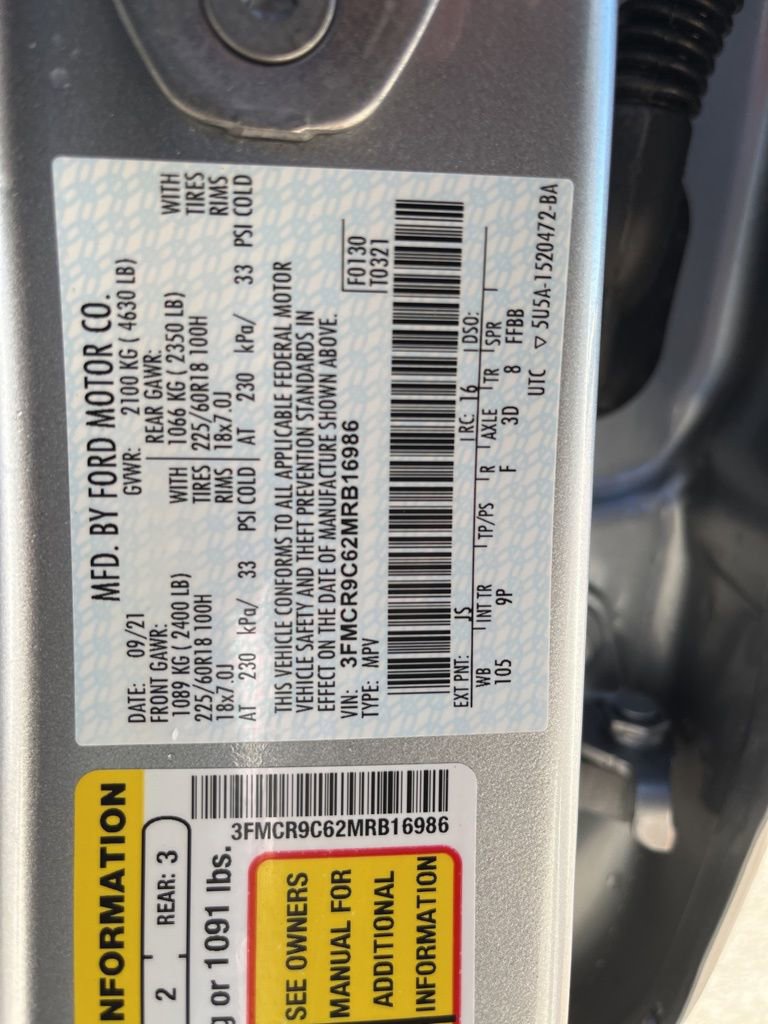 MFD. BY FORD MOTOR CO.
DATE: 09/21 GVWR: 2100 KG ( 4630 LB)
FRONT GAWR: REAR GAWR:
1089 KG ( 2400 LB) WITH 1066 KG ( 2350 LB) WITH
225/60R18 100H TIRES 225/60R18 100H TIRES
18x7.0J RIMS 18x7.0J RIMS
AT 230 kPa/ 33 PSI COLD AT 230 kPa/ 33 PSI COLD
THIS VEHICLE CONFORMS TO ALL APPLICABLE FEDERAL MOTOR
VEHICLE SAFETY AND THEFT PREVENTION STANDARDS IN
EFFECT ON THE DATE OF MANUFACTURE SHOWN ABOVE.
VIN: 3FMCR9C62MRB16986 F0130
TYPE: MPV T0321
EXT PNT: JS RC: 16 DSO:
WB INT TR TP/PS R AXLE TR SPR
105 9P F 3D 8 FFBB
UTC ▽ 5U5A-1520472-BA
NFORMATION
2 REAR: 3
3FMCR9C62MRB16986
g or 1091 lbs.
SEE OWNERS
MANUAL FOR
ADDITIONAL
INFORMATION